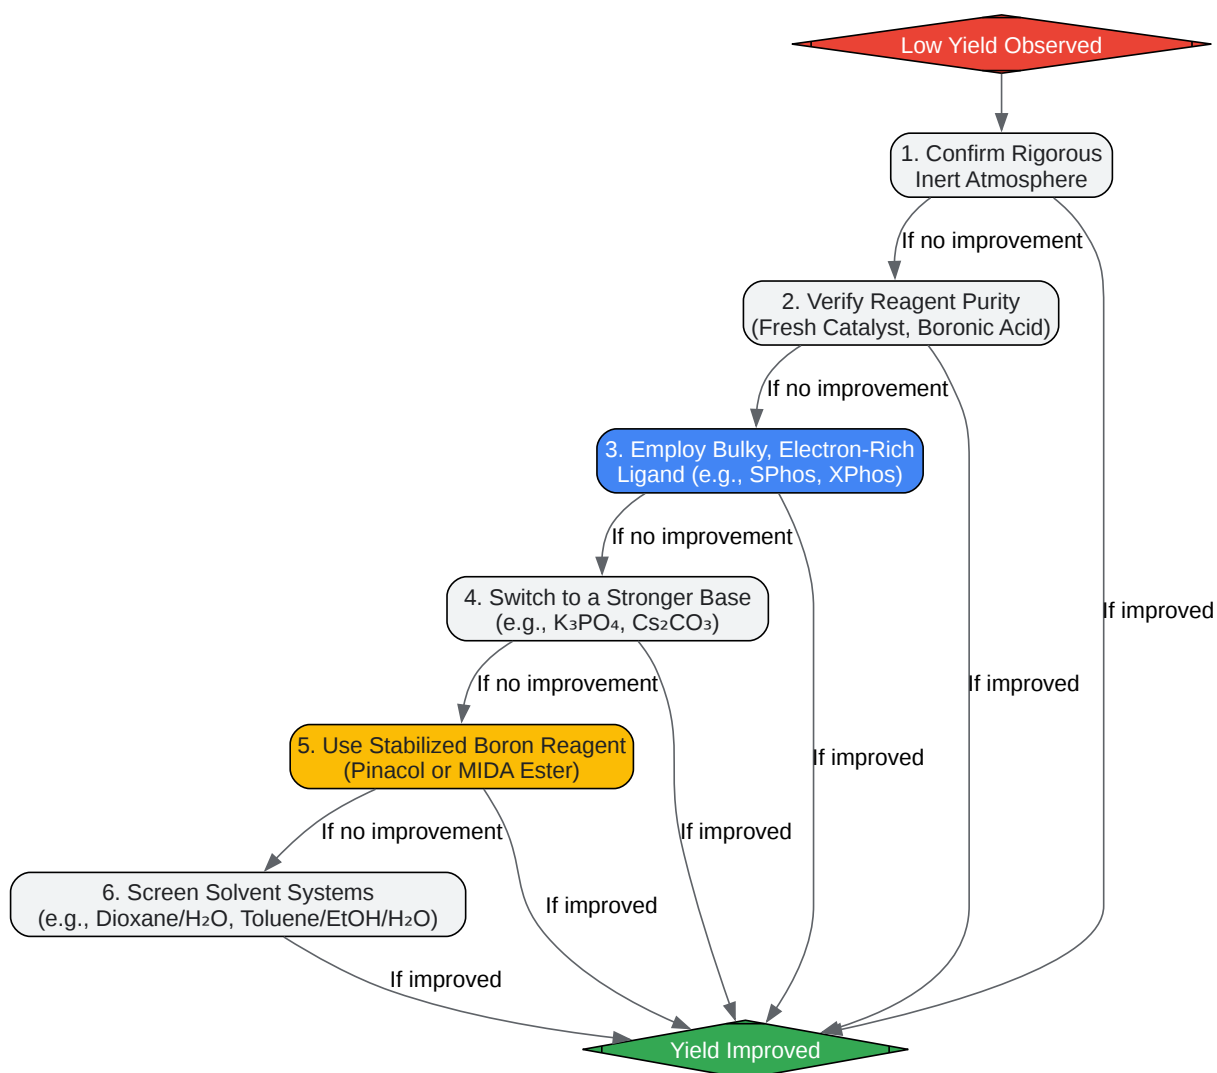 Low Yield Observed
1. Confirm Rigorous
Inert Atmosphere
If no improvement
2. Verify Reagent Purity
(Fresh Catalyst, Boronic Acid)
If no improvement
3. Employ Bulky, Electron-Rich
Ligand (e.g., SPhos, XPhos)
If no improvement
4. Switch to a Stronger Base
(e.g., K₃PO₄, Cs₂CO₃)
If improved
If no improvement
If improved
5. Use Stabilized Boron Reagent
(Pinacol or MIDA Ester)
If improved
If no improvement
If improved
6. Screen Solvent Systems
(e.g., Dioxane/H₂O, Toluene/EtOH/H₂O)
If improved
If improved
Yield Improved